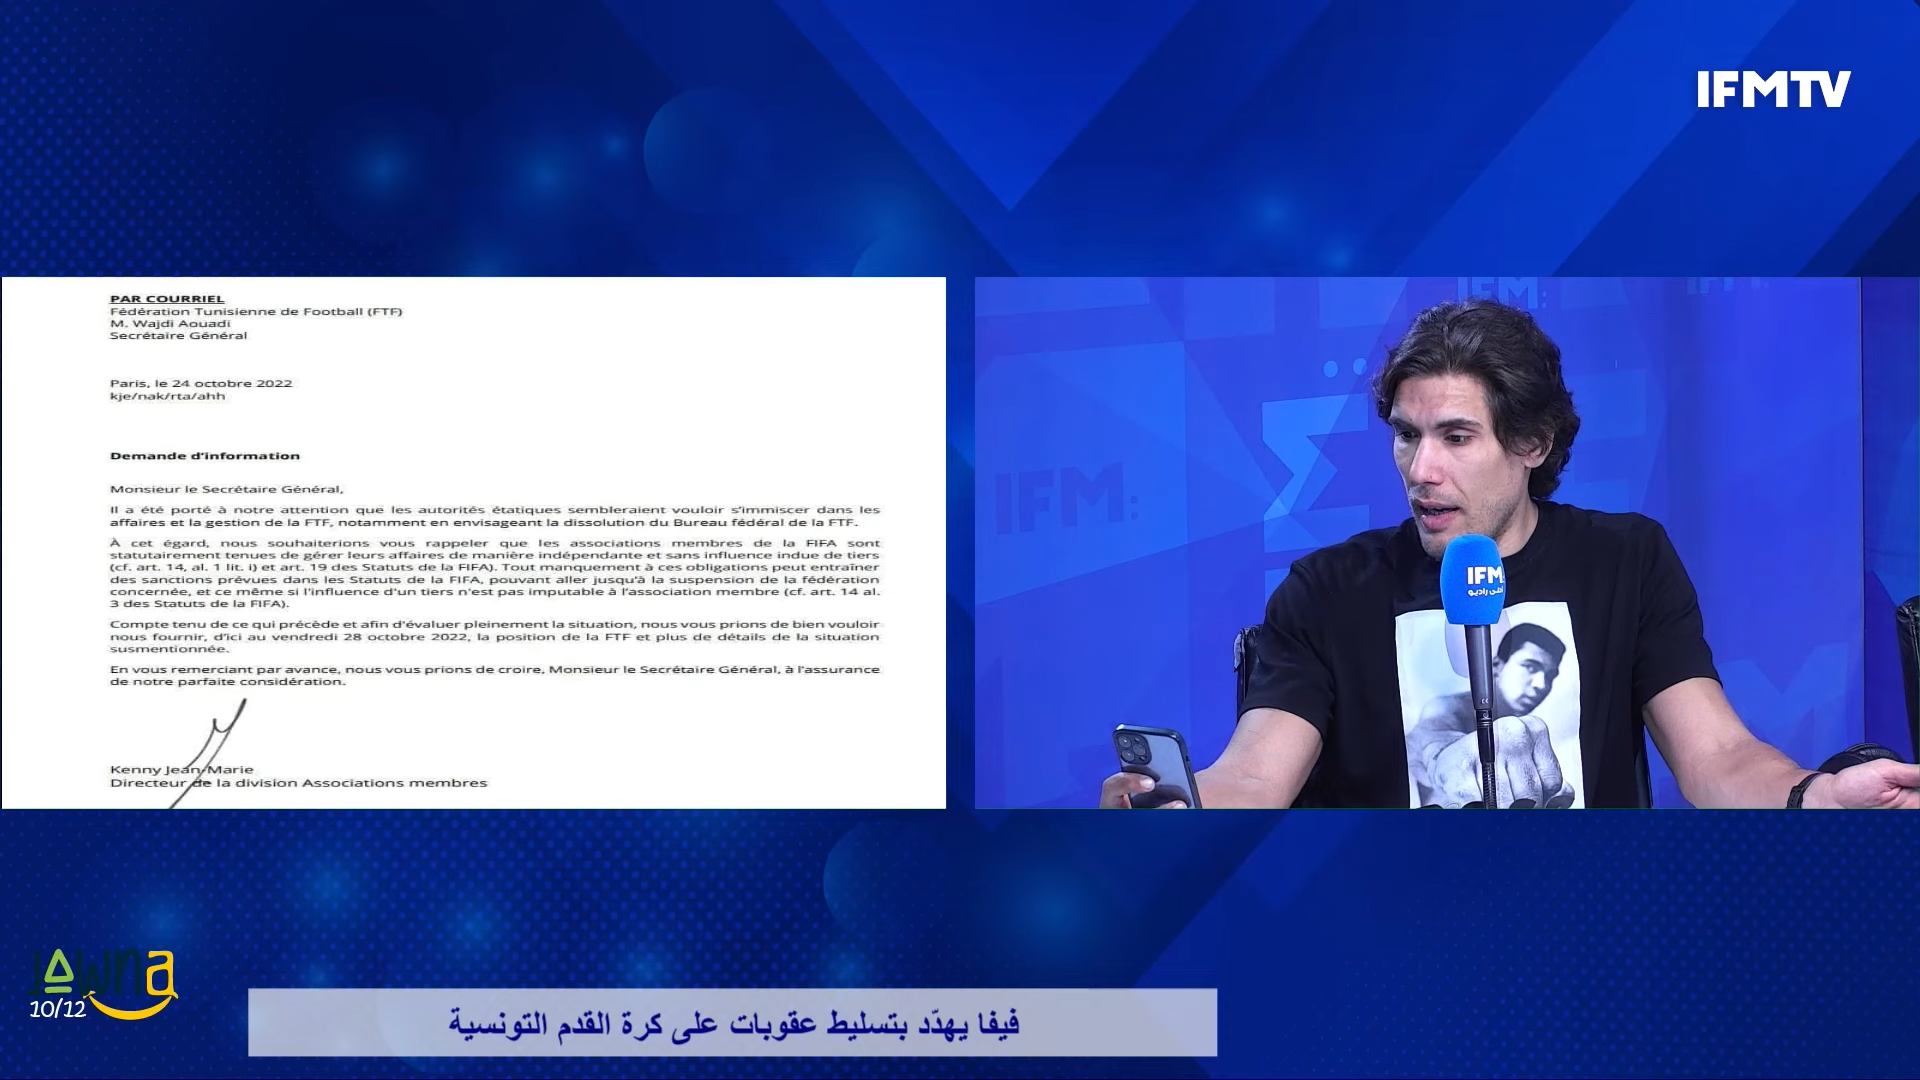 IFMTV
PAR COURRIEL
Fédération Tunisienne de Football (FTF)
M. Wajdi Aouadi
Secrétaire Général
Paris, le 24 octobre 2022
kje/nak/rta/ahh
Demande d'information
Monsieur le Secrétaire Général,
Il a été porté à notre attention que les autorités étatiques sembleraient vouloir s'immiscer dans les
affaires et la gestion de la FTF, notamment en envisageant la dissolution du Bureau fédéral de la FTF.
À cet égard, nous souhaiterions vous rappeler que les associations membres de la FIFA sont
statutairement tenues de gérer leurs affaires de manière indépendante et sans influence indue de tiers
(cf. art. 14, al. 1 lit. i) et art. 19 des Statuts de la FIFA). Tout manquement à ces obligations peut entraîner
des sanctions prévues dans les Statuts de la FIFA, pouvant aller jusqu'à la suspension de la fédération
concernée, et ce même si l'influence d'un tiers n'est pas imputable à l'association membre (cf. art. 14 al.
3 des Statuts de la FIFA).
Compte tenu de ce qui précède et afin d'évaluer pleinement la situation, nous vous prions de bien vouloir
nous fournir, d'ici au vendredi 28 octobre 2022, la position de la FTF et plus de détails de la situation
susmentionnée.
En vous remerciant par avance, nous vous prions de croire, Monsieur le Secrétaire Général, à l'assurance
de notre parfaite considération.
Kenny Jean-Marie
Directeur de la division Associations membres
IFM:
IFM:
IFM:
أحلى راديو
Jawna
10/12
فيفا يهدّد بتسليط عقوبات على كرة القدم التونسية